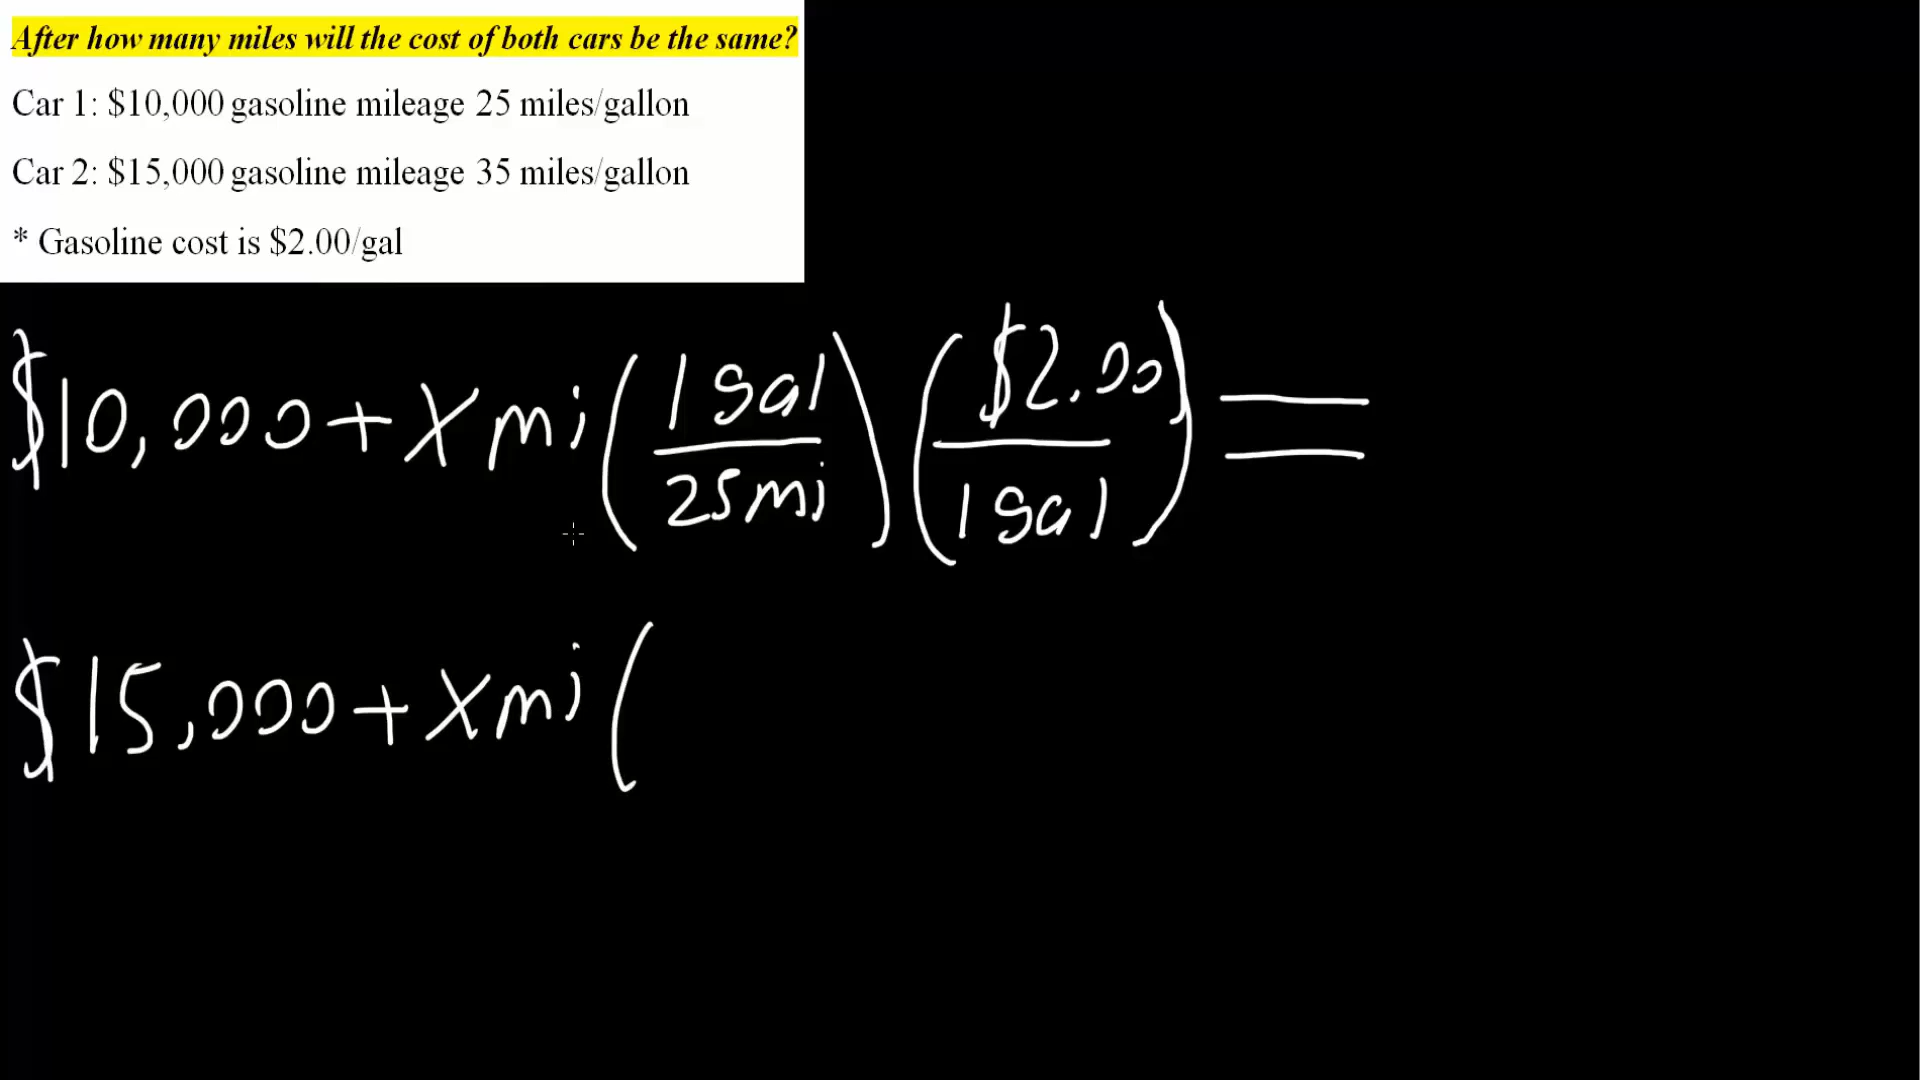 After how many miles will the cost of both cars be the same?
Car 1: $10,000 gasoline mileage 25 miles/gallon
Car 2: $15,000 gasoline mileage 35 miles/gallon
* Gasoline cost is $2.00/gal
$10,000 + X mi (1 gal / 25 mi) ($2.00 / 1 gal) =
$15,000 + X mi (